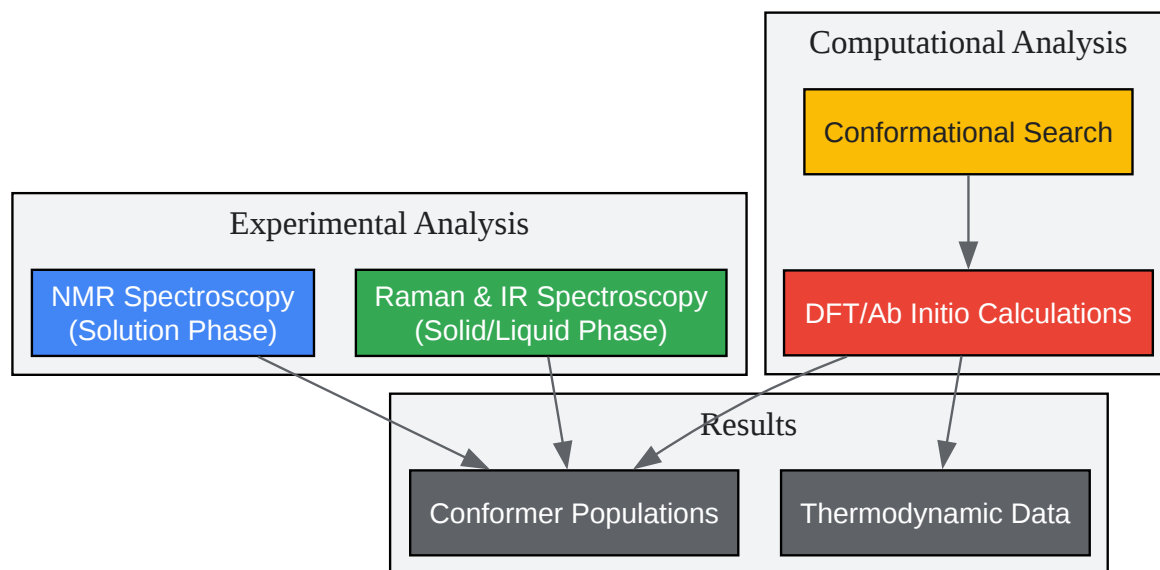 Computational Analysis
Conformational Search
Experimental Analysis
NMR Spectroscopy
(Solution Phase)
Raman & IR Spectroscopy
(Solid/Liquid Phase)
DFT/Ab Initio Calculations
Results
Conformer Populations
Thermodynamic Data